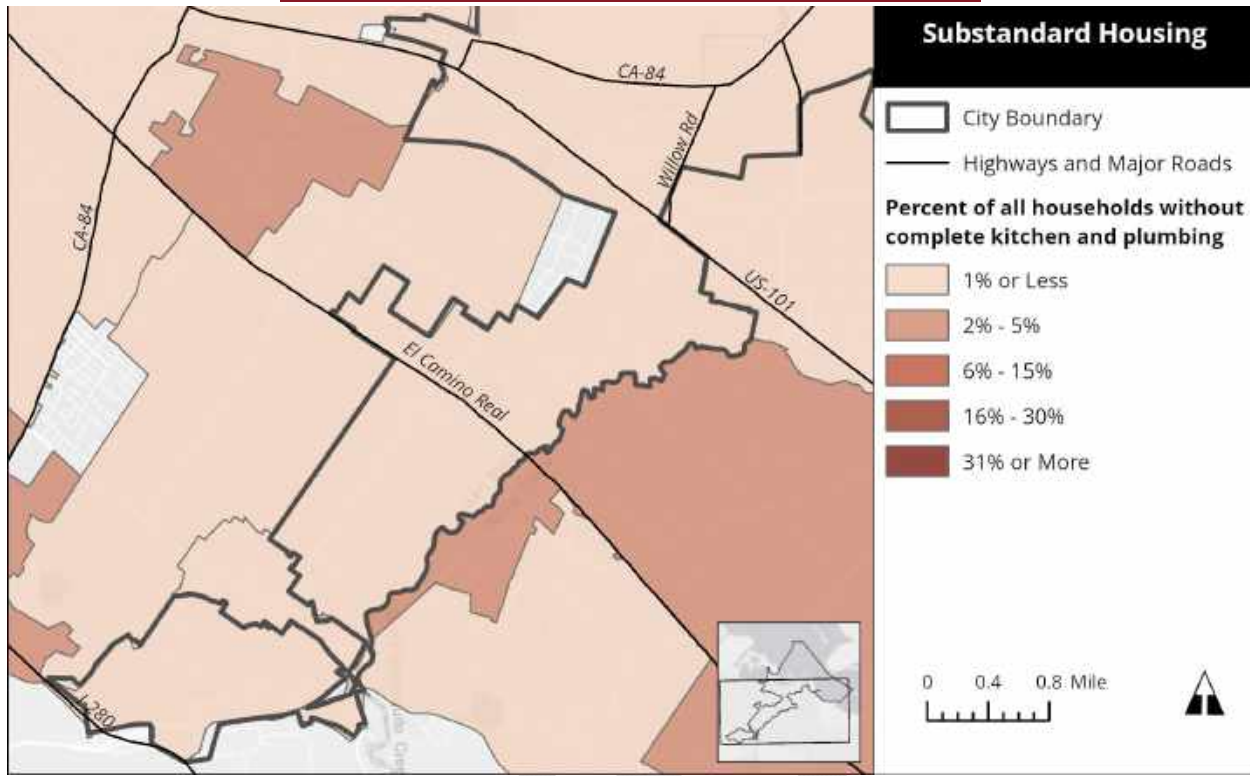 Substandard Housing
City Boundary
Highways and Major Roads
Percent of all households without
complete kitchen and plumbing
1% or Less
2% - 5%
6% - 15%
16% - 30%
31% or More
0 0.4 0.8 Mile
CA-84
Willow Rd
CA-84
US-101
El Camino Real
I-280